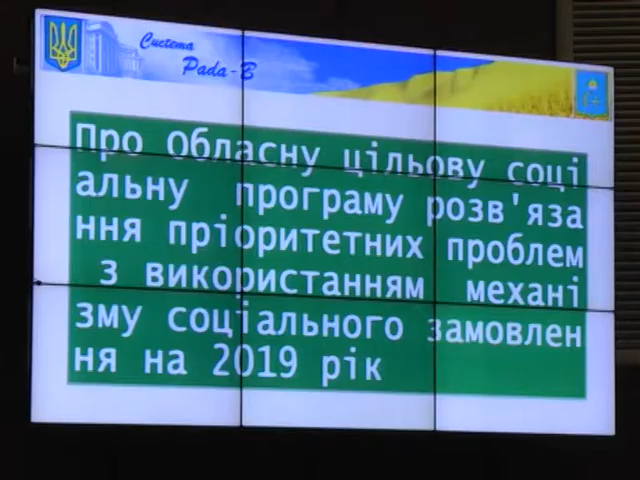 Система
Рада-В
Про Обласну цільову соці
альну програму розв'яза
ння пріоритетних проблем
з використанням механі
зму соціального замовлен
ня на 2019 рік